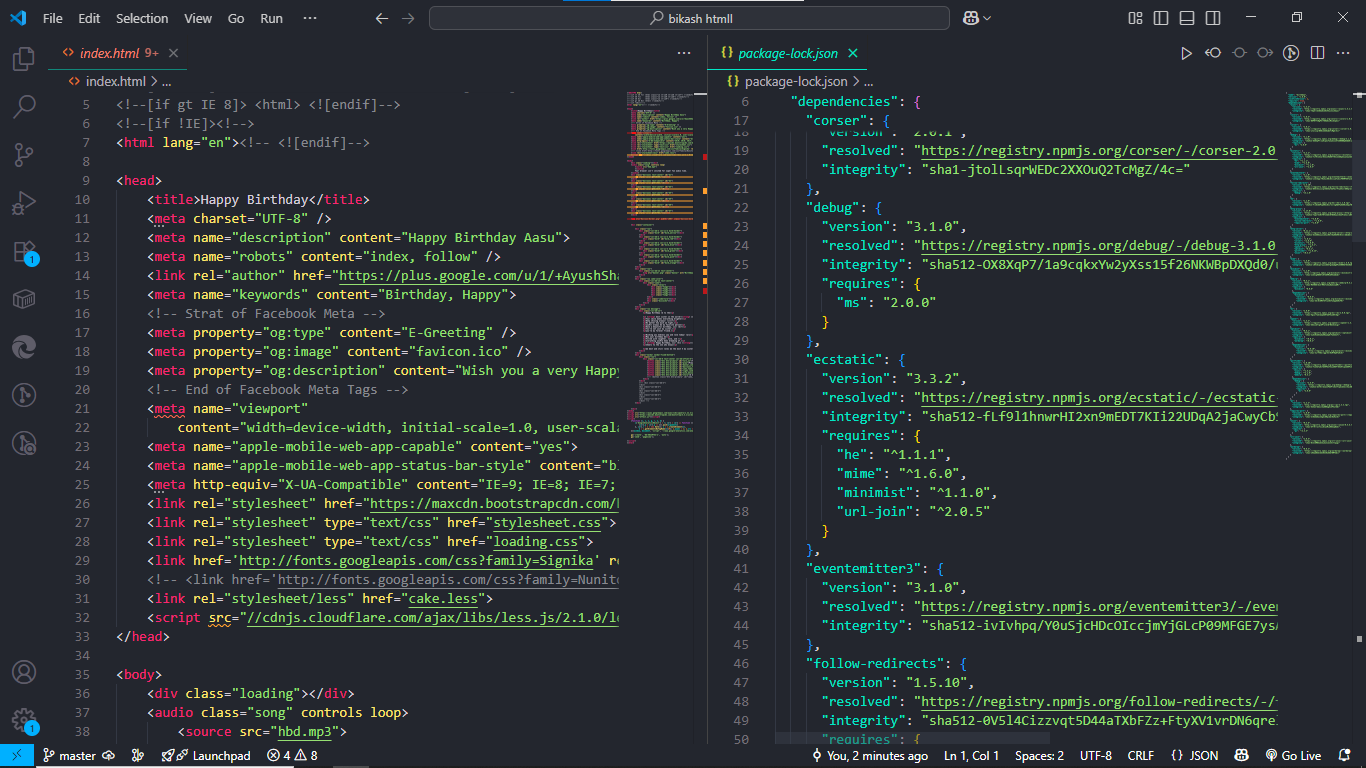 File Edit Selection View Go Run ··· bikash htmll
index.html 9+
index.html > ...
5 <!--[if gt IE 8]> <html> <![endif]-->
6 <!--[if !IE]><!-->
7 <html lang="en"><!-- <![endif]-->
8
9 <head>
10 <title>Happy Birthday</title>
11 <meta charset="UTF-8" />
12 <meta name="description" content="Happy Birthday Aasu">
13 <meta name="robots" content="index, follow" />
14 <link rel="author" href="https://plus.google.com/u/1/+AyushSha
15 <meta name="keywords" content="Birthday, Happy">
16 <!-- Strat of Facebook Meta -->
17 <meta property="og:type" content="E-Greeting" />
18 <meta property="og:image" content="favicon.ico" />
19 <meta property="og:description" content="Wish you a very Happy
20 <!-- End of Facebook Meta Tags -->
21 <meta name="viewport"
22 content="width=device-width, initial-scale=1.0, user-scala
23 <meta name="apple-mobile-web-app-capable" content="yes">
24 <meta name="apple-mobile-web-app-status-bar-style" content="bl
25 <meta http-equiv="X-UA-Compatible" content="IE=9; IE=8; IE=7;
26 <link rel="stylesheet" href="https://maxcdn.bootstrapcdn.com/
27 <link rel="stylesheet" type="text/css" href="stylesheet.css">
28 <link rel="stylesheet" type="text/css" href="loading.css">
29 <link href='http://fonts.googleapis.com/css?family=Signika' re
30 <!-- <link href='http://fonts.googleapis.com/css?family=Nunito
31 <link rel="stylesheet/less" href="cake.less">
32 <script src="//cdnjs.cloudflare.com/ajax/libs/less.js/2.1.0/le
33 </head>
34
35 <body>
36 <div class="loading"></div>
37 <audio class="song" controls loop>
38 <source src="hbd.mp3">
package-lock.json
package-lock.json > ...
6 "dependencies": {
17 "corser": {
18 "version": "2.0.1",
19 "resolved": "https://registry.npmjs.org/corser/-/corser-2.0
20 "integrity": "sha1-jtolLsqrWEDc2XXOuQ2TcMgZ/4c="
21 },
22 "debug": {
23 "version": "3.1.0",
24 "resolved": "https://registry.npmjs.org/debug/-/debug-3.1.0
25 "integrity": "sha512-OX8XqP7/1a9cqkxYw2yXss15f26NKWBpDXQd0/u
26 "requires": {
27 "ms": "2.0.0"
28 }
29 },
30 "ecstatic": {
31 "version": "3.3.2",
32 "resolved": "https://registry.npmjs.org/ecstatic/-/ecstatic-
33 "integrity": "sha512-fLf9l1hnwrHI2xn9mEDT7KIi22UDqA2jaCwyCbS
34 "requires": {
35 "he": "^1.1.1",
36 "mime": "^1.6.0",
37 "minimist": "^1.1.0",
38 "url-join": "^2.0.5"
39 }
40 },
41 "eventemitter3": {
42 "version": "3.1.0",
43 "resolved": "https://registry.npmjs.org/eventemitter3/-/even
44 "integrity": "sha512-ivIvhpq/Y0uSjcHDcOIccjmYjGLcP09MFGE7ysA
45 },
46 "follow-redirects": {
47 "version": "1.5.10",
48 "resolved": "https://registry.npmjs.org/follow-redirects/-/
49 "integrity": "sha512-0V5l4Cizzvqt5D44aTXbFZz+FtyXV1vrDN6qre
50 "requires": {
1
1
master Launchpad 4 8 You, 2 minutes ago Ln 1, Col 1 Spaces: 2 UTF-8 CRLF {} JSON Go Live